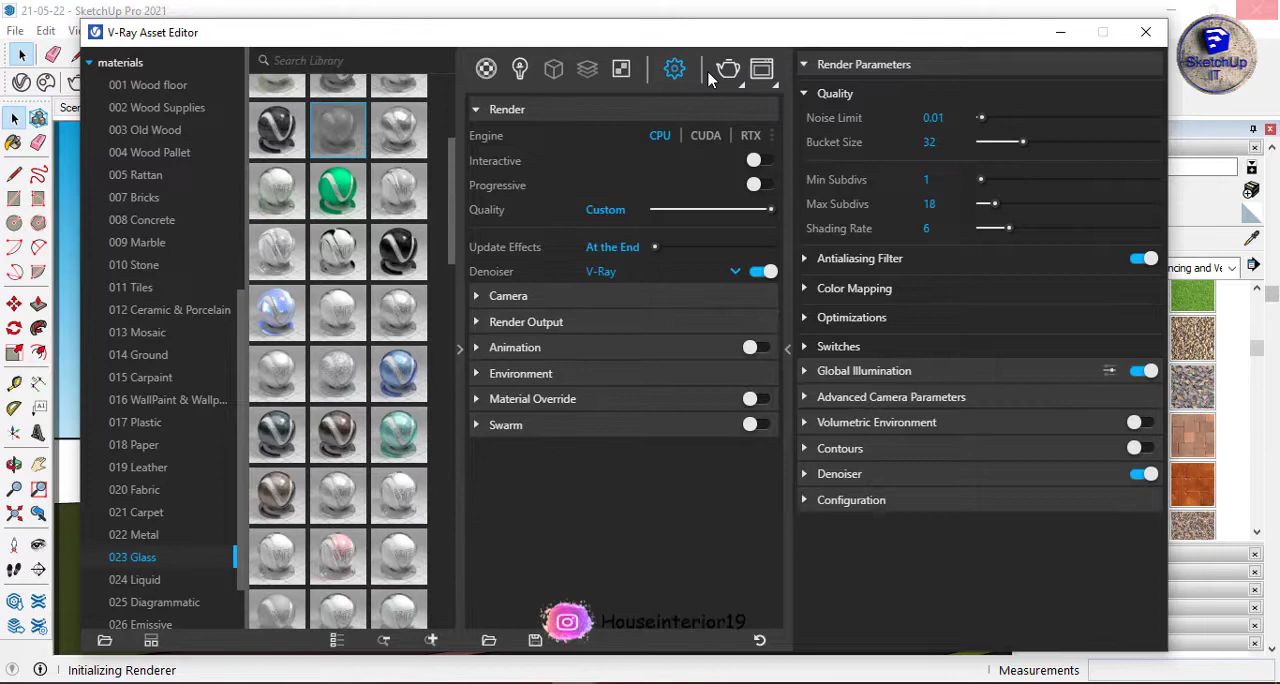 21-05-22 - SketchUp Pro 2021
File
Edit
V-Ray Asset Editor
SketchUp
IT
Scen
materials
001 Wood floor
002 Wood Supplies
003 Old Wood
004 Wood Pallet
005 Rattan
007 Bricks
008 Concrete
009 Marble
010 Stone
011 Tiles
012 Ceramic & Porcelain
013 Mosaic
014 Ground
015 Carpaint
016 WallPaint & Wallp...
017 Plastic
018 Paper
019 Leather
020 Fabric
021 Carpet
022 Metal
023 Glass
024 Liquid
025 Diagrammatic
026 Emissive
Search Library
Render
Engine
CPU | CUDA | RTX
Interactive
Progressive
Quality
Custom
Update Effects
At the End
Denoiser
V-Ray
Camera
Render Output
Animation
Environment
Material Override
Swarm
Houseinterior19
Render Parameters
Quality
Noise Limit
0.01
Bucket Size
32
Min Subdivs
1
Max Subdivs
18
Shading Rate
6
Antialiasing Filter
Color Mapping
Optimizations
Switches
Global Illumination
Advanced Camera Parameters
Volumetric Environment
Contours
Denoiser
Configuration
ncing and Ve
Initializing Renderer
Measurements